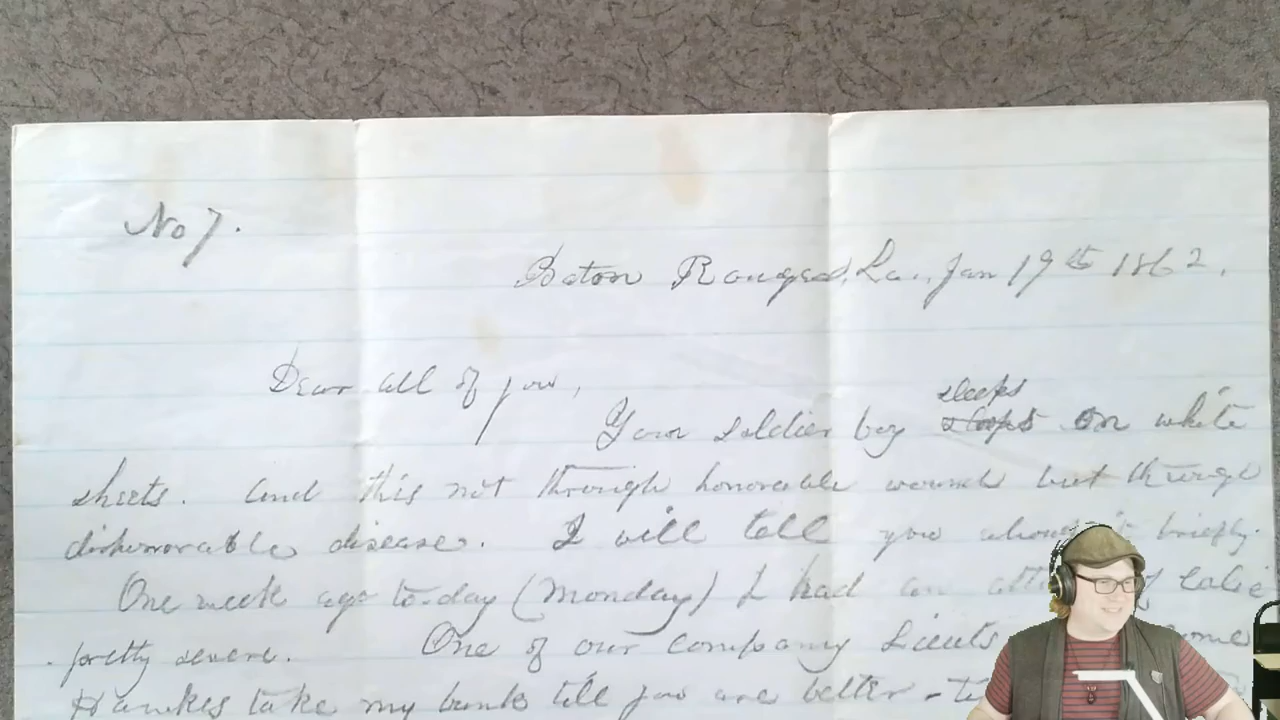 No 7.
Baton Rouge, La., Jan 19th 1862.
Dear all of you,
sleeps
Your soldier boy sleeps on white
sheets. And this not through honorable wound but through
dishonorable disease. I will tell you about it briefly.
One week ago to-day (Monday) I had an of Colic
pretty severe. One of our company Lieuts
Hawkes take my bunk till you are better -